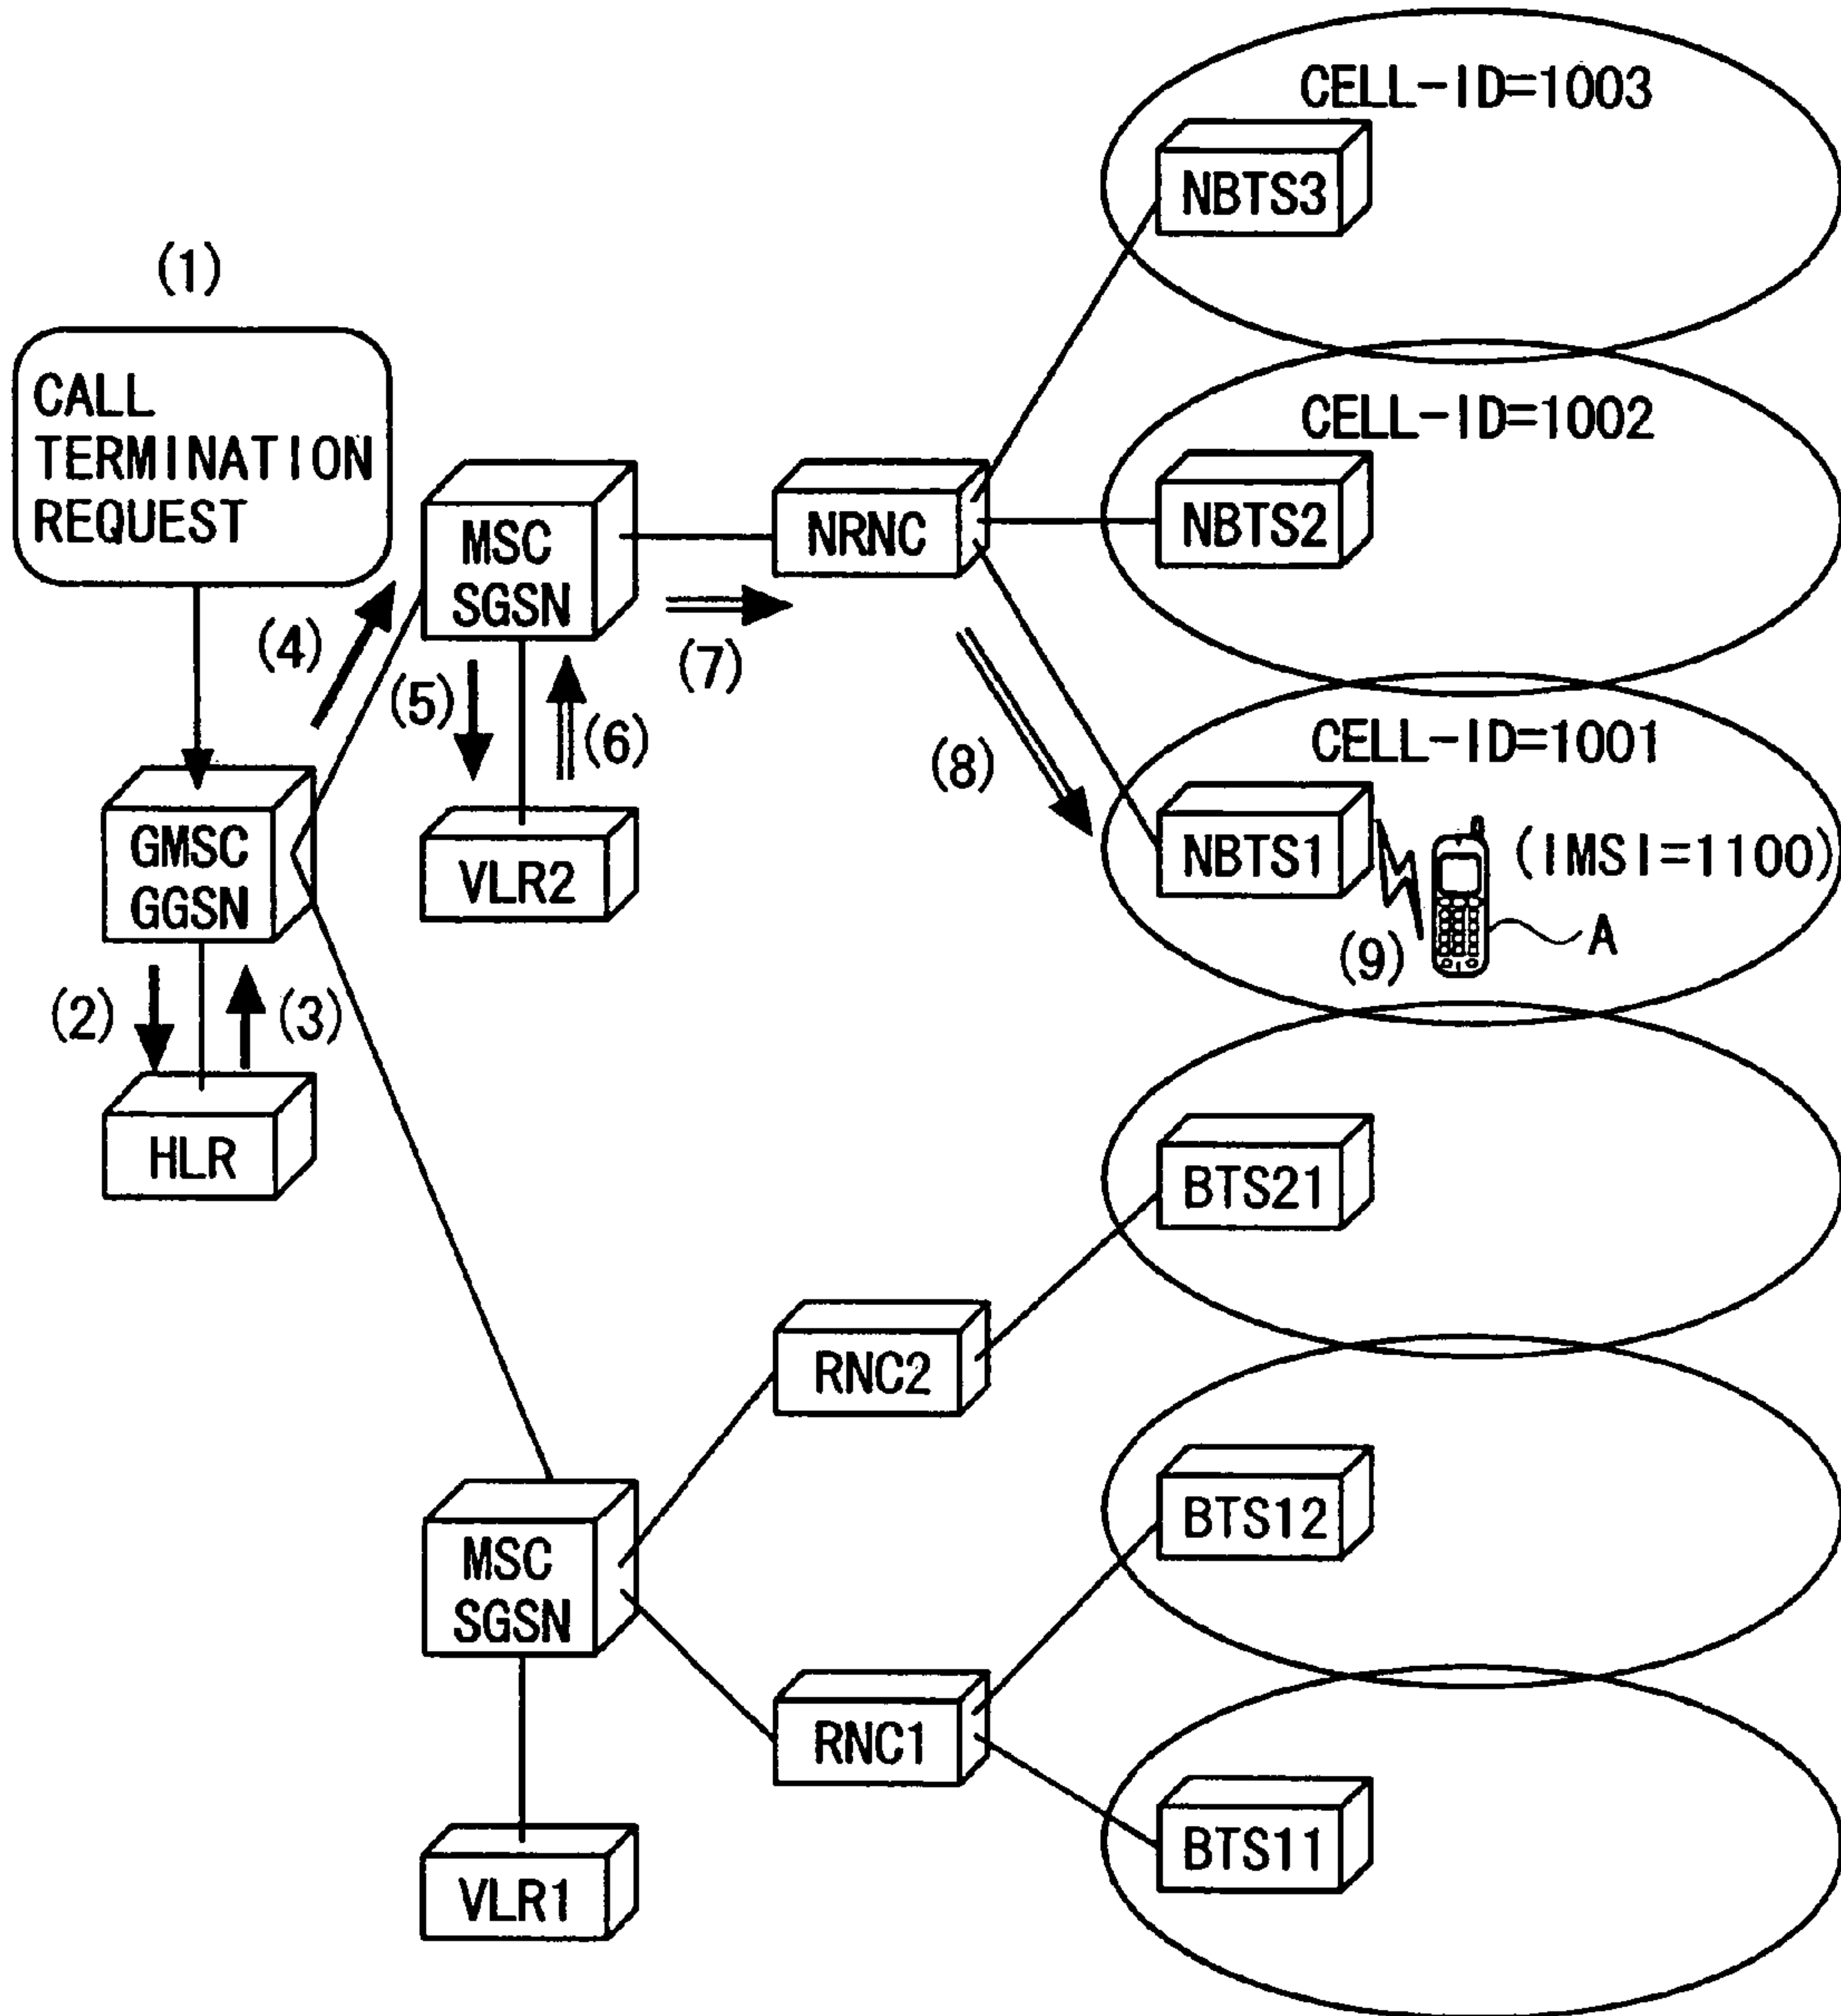 CELL-ID=1003
NBTS3
(1)
CALL
TERMINATION
REQUEST
CELL-ID=1002
MSC
SGSN
NRNC
NBTS2
(4)
(7)
(5)
(6)
(8)
CELL-ID=1001
GMSC
GGSN
VLR2
NBTS1
(IMSI=1100)
A
(9)
(2)
(3)
HLR
BTS21
RNC2
BTS12
MSC
SGSN
RNC1
BTS11
VLR1